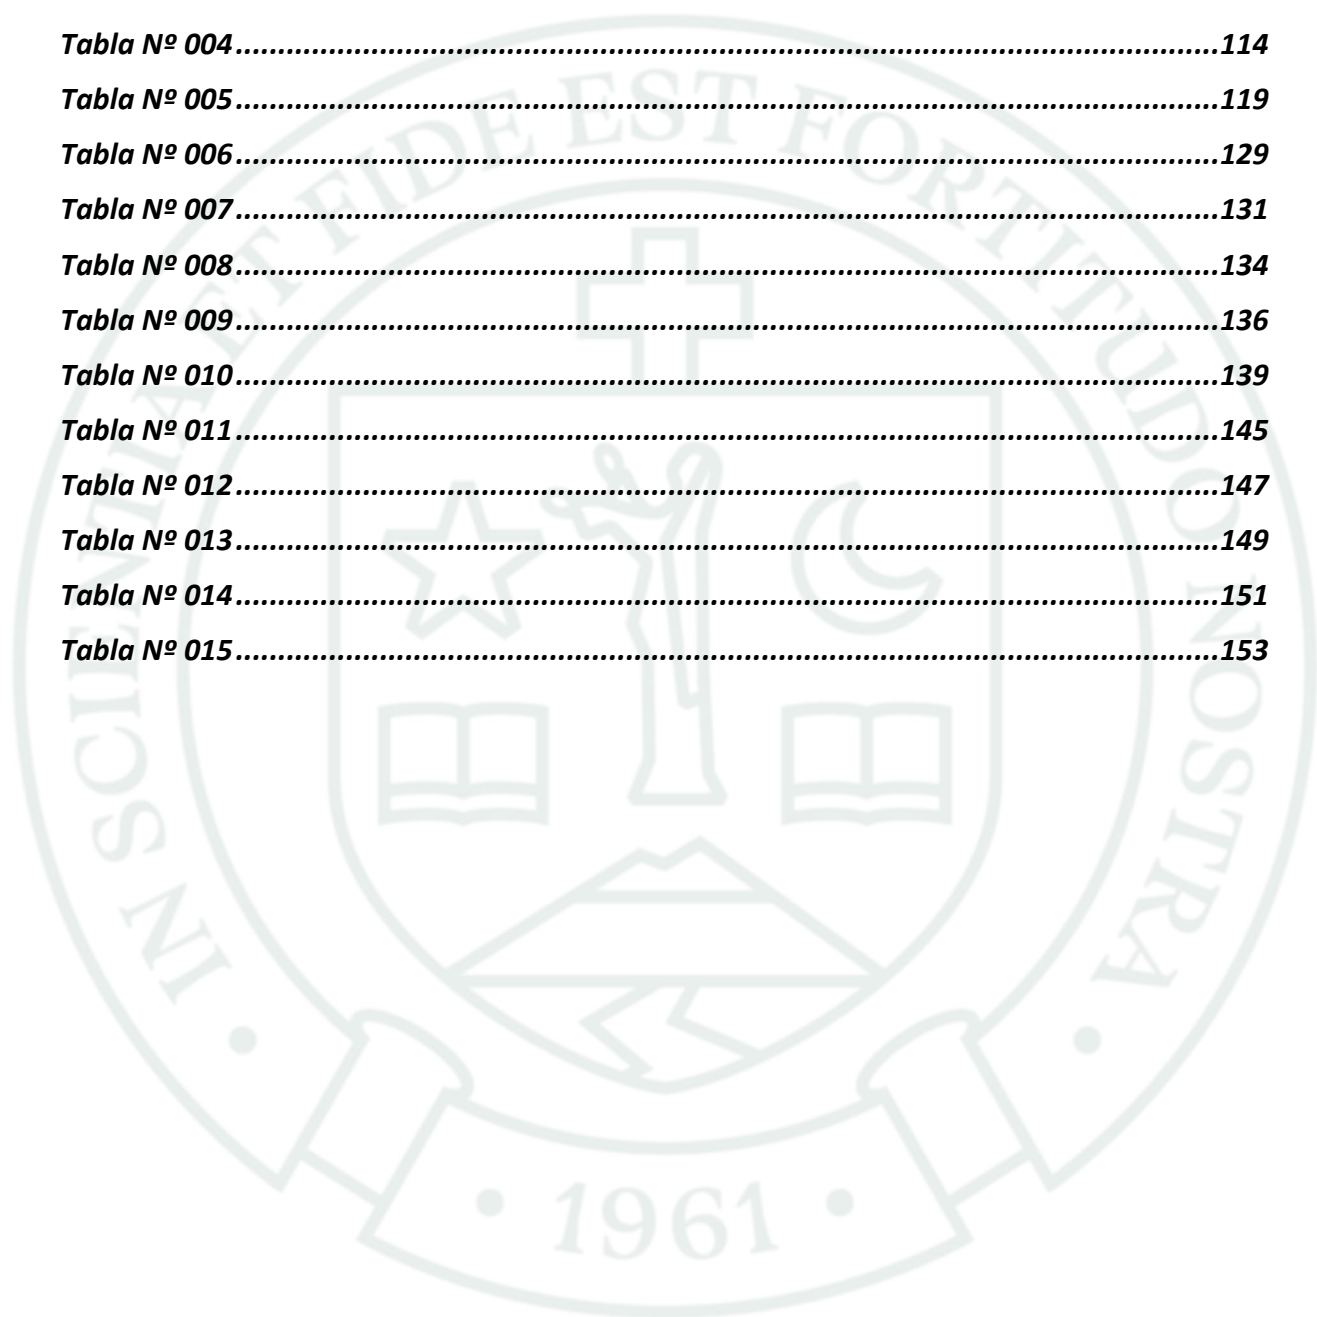 Tabla Nº 004........................................................................................................................114
Tabla Nº 005........................................................................................................................119
Tabla Nº 006........................................................................................................................129
Tabla Nº 007........................................................................................................................131
Tabla Nº 008........................................................................................................................134
Tabla Nº 009........................................................................................................................136
Tabla Nº 010........................................................................................................................139
Tabla Nº 011........................................................................................................................145
Tabla Nº 012........................................................................................................................147
Tabla Nº 013........................................................................................................................149
Tabla Nº 014........................................................................................................................151
Tabla Nº 015........................................................................................................................153
IN SCIENTIA ET FIDE EST FORTITUDO NOSTRA
• 1961 •